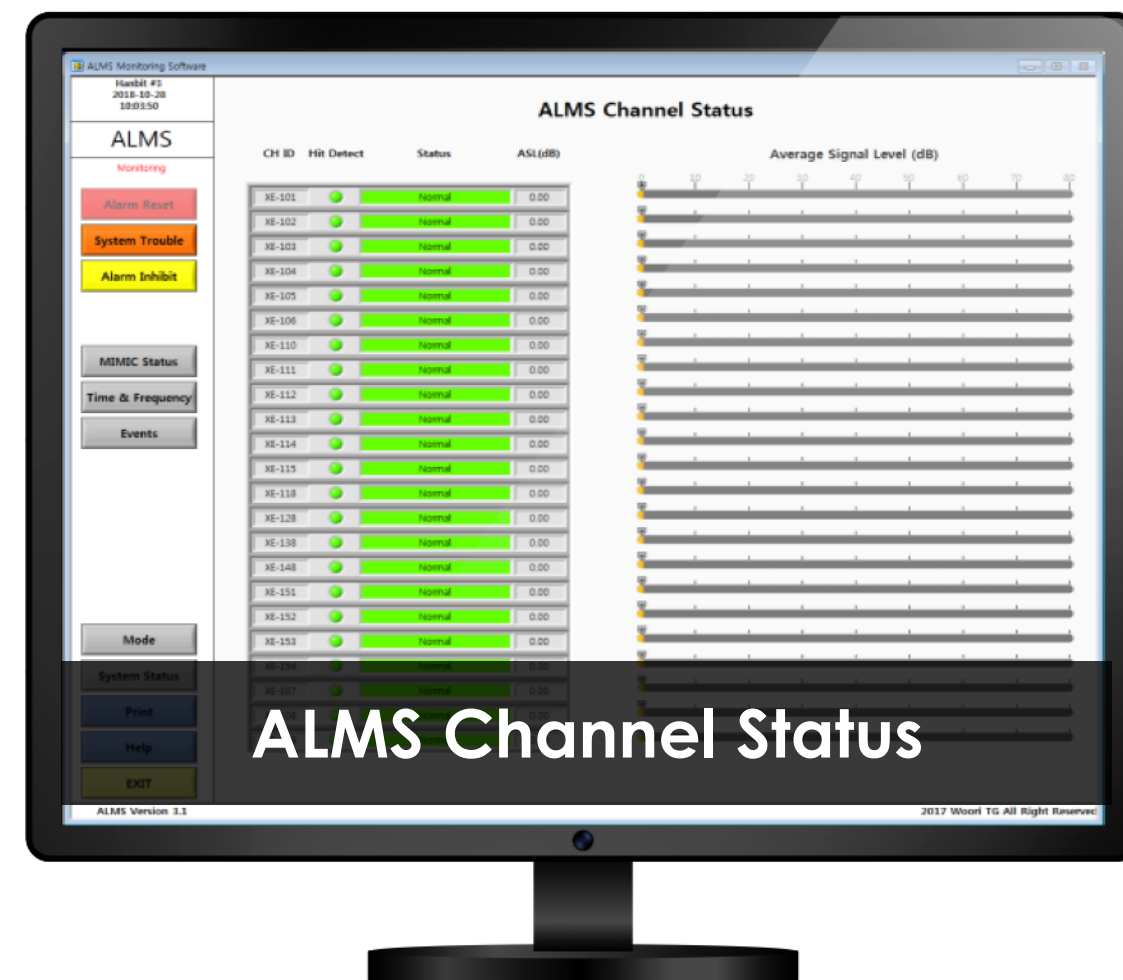 ALMS Monitoring Software
Hanbit #3
2018-10-28
10:03:50
ALMS
Monitoring
Alarm Reset
System Trouble
Alarm Inhibit
MIMIC Status
Time & Frequency
Events
Mode
System Status
Print
Help
EXIT
ALMS Version 3.1
ALMS Channel Status
CH ID Hit Detect Status ASL(dB)
XE-101 Normal 0.00
XE-102 Normal 0.00
XE-103 Normal 0.00
XE-104 Normal 0.00
XE-105 Normal 0.00
XE-106 Normal 0.00
XE-110 Normal 0.00
XE-111 Normal 0.00
XE-112 Normal 0.00
XE-113 Normal 0.00
XE-114 Normal 0.00
XE-115 Normal 0.00
XE-118 Normal 0.00
XE-128 Normal 0.00
XE-138 Normal 0.00
XE-148 Normal 0.00
XE-151 Normal 0.00
XE-152 Normal 0.00
XE-153 Normal 0.00
XE-154 Normal 0.00
XE-107 Normal 0.00
Average Signal Level (dB)
0 10 20 30 40 50 60 70 80
ALMS Channel Status
2017 Woori TG All Right Reserved